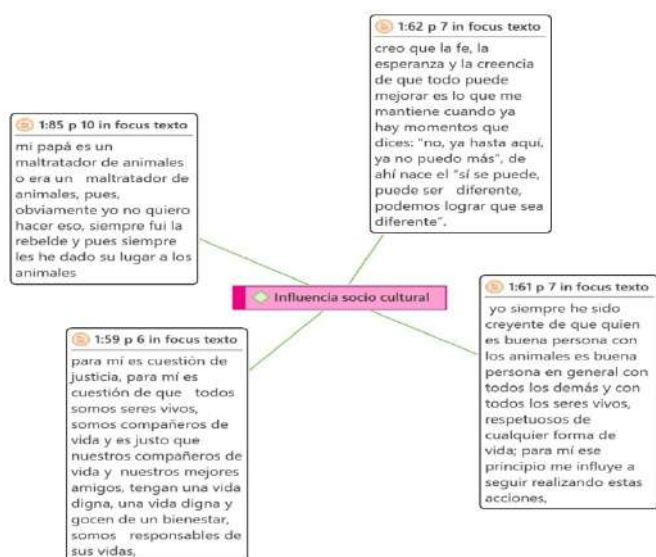 1:62 p 7 in focus texto
creo que la fe, la
esperanza y la creencia
de que todo puede
mejorar es lo que me
mantiene cuando ya
hay momentos que
dices: "no, ya hasta aquí,
ya no puedo más", de
ahí nace el "sí se puede,
puede ser diferente,
podemos lograr que sea
diferente".
1:85 p 10 in focus texto
mi papá es un
maltratador de animales
o era un maltratador de
animales, pues,
obviamente yo no quiero
hacer eso, siempre fui la
rebelde y pues siempre
les he dado su lugar a los
animales
Influencia socio cultural
1:61 p 7 in focus texto
yo siempre he sido
creyente de que quien
es buena persona con
los animales es buena
persona en general con
todos los demás y con
todos los seres vivos,
respetuosos de
cualquier forma de
vida; para mí ese
principio me influye a
seguir realizando estas
acciones,
1:59 p 6 in focus texto
para mí es cuestión de
justicia, para mí es
cuestión de que todos
somos seres vivos,
somos compañeros de
vida y es justo que
nuestros compañeros de
vida y nuestros mejores
amigos, tengan una vida
digna, una vida digna y
gocen de un bienestar,
somos responsables de
sus vidas,